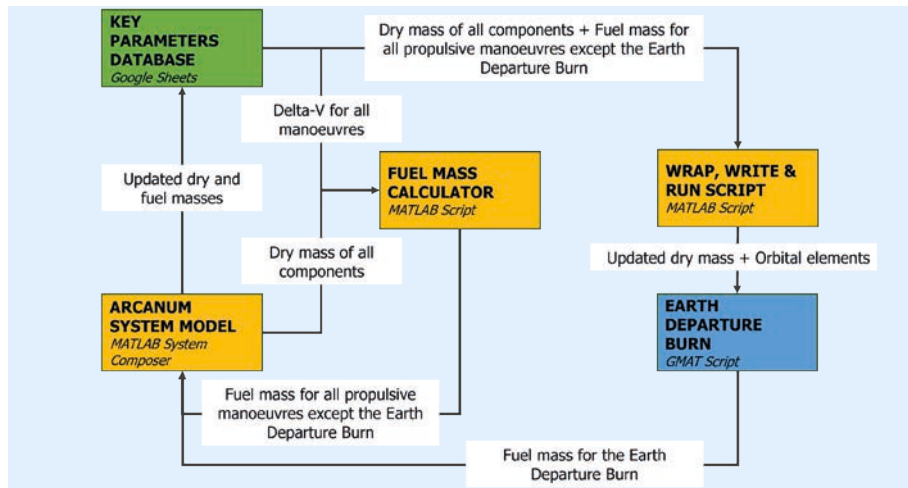 KEY
PARAMETERS
DATABASE
Google Sheets
Dry mass of all components + Fuel mass for
all propulsive manoeuvres except the Earth
Departure Burn
Delta-V for all
manoeuvres
FUEL MASS
CALCULATOR
MATLAB Script
WRAP, WRITE &
RUN SCRIPT
MATLAB Script
Updated dry and
fuel masses
Dry mass of all
components
Updated dry mass + Orbital elements
ARCANUM
SYSTEM MODEL
MATLAB System
Composer
EARTH
DEPARTURE
BURN
GMAT Script
Fuel mass for all propulsive
manoeuvres except the Earth
Departure Burn
Fuel mass for the Earth
Departure Burn